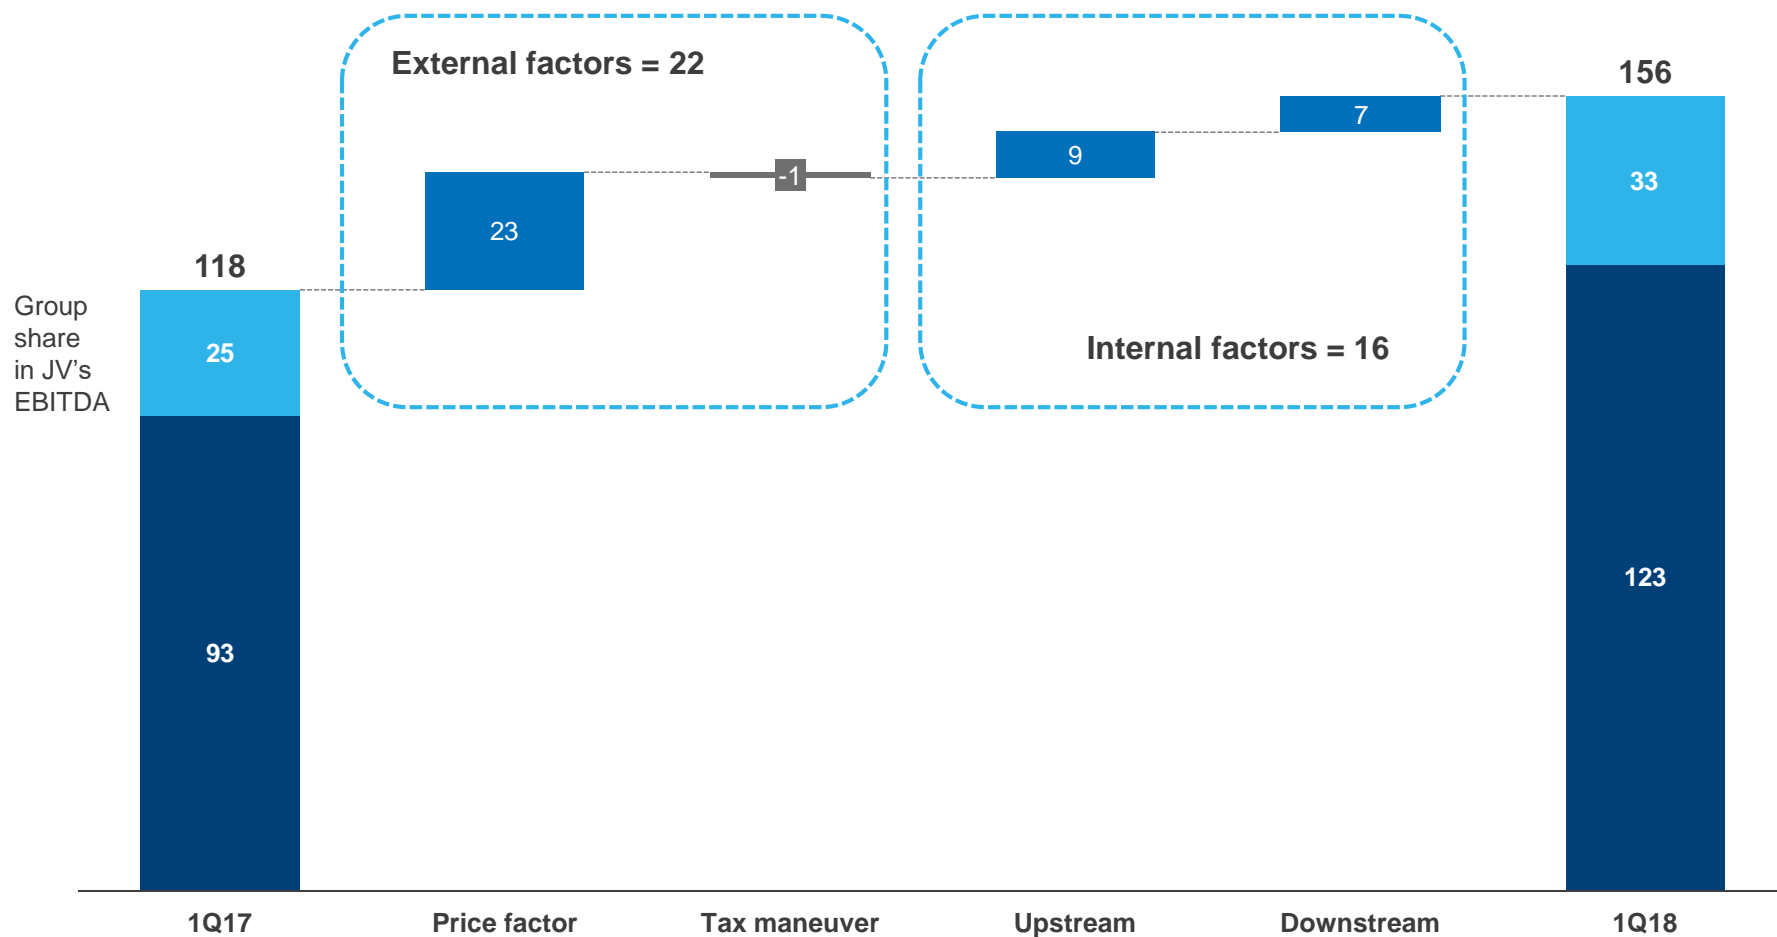 External factors = 22
156
7
9
-1
33
23
118
Group
share
in JV's
EBITDA
25
Internal factors = 16
123
93
1Q17
Price factor
Tax maneuver
Upstream
Downstream
1Q18